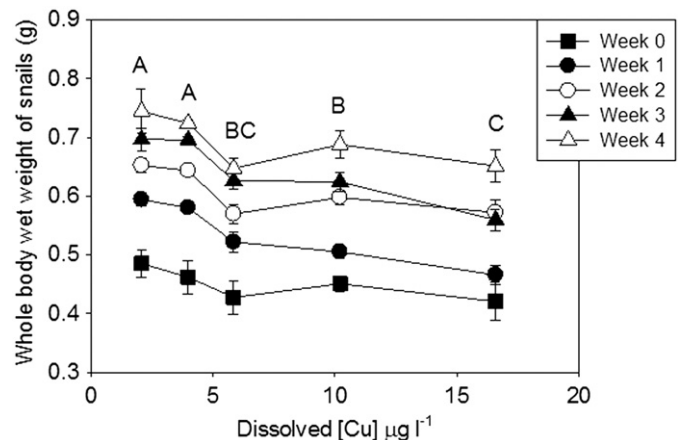 0.9
0.8
0.7
0.6
0.5
0.4
0.3
Whole body wet weight of snails (g)
A
A
BC
B
C
Week 0
Week 1
Week 2
Week 3
Week 4
0 5 10 15 20
Dissolved [Cu] µg l⁻¹